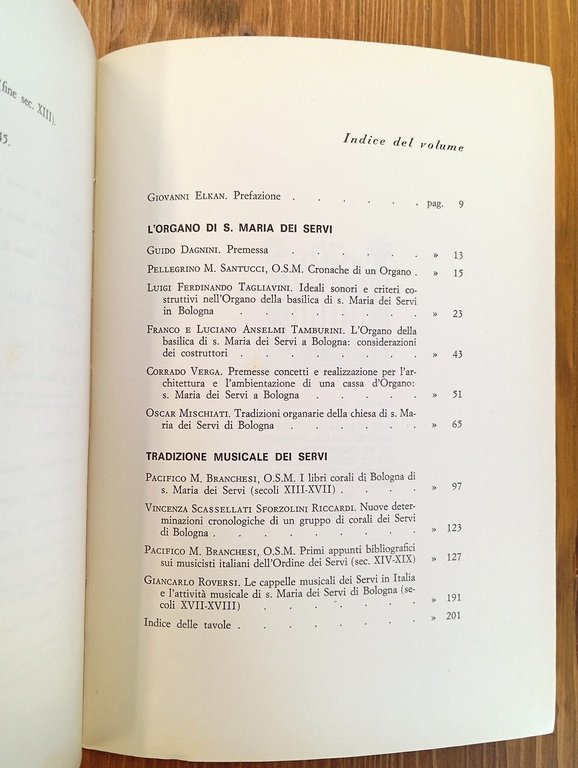 (fine sec. XIII).
45.
Indice del volume
GIOVANNI ELKAN. Prefazione . . . . . . pag. 9
L'ORGANO DI S. MARIA DEI SERVI
GUIDO DAGNINI. Premessa . . . . . . » 13
PELLEGRINO M. SANTUCCI, O.S.M. Cronache di un Organo . » 15
LUIGI FERDINANDO TAGLIAVINI. Ideali sonori e criteri co-
struttivi nell'Organo della basilica di s. Maria dei Servi
in Bologna . . . . . . . » 23
FRANCO E LUCIANO ANSELMI TAMBURINI. L'Organo della
basilica di s. Maria dei Servi a Bologna: considerazioni
dei costruttori . . . . . . . » 43
CORRADO VERGA. Premesse concetti e realizzazione per l'ar-
chitettura e l'ambientazione di una cassa d'Organo:
s. Maria dei Servi a Bologna . . . . » 51
OSCAR MISCHIATI. Tradizioni organarie della chiesa di s. Ma-
ria dei Servi di Bologna . . . . . » 65
TRADIZIONE MUSICALE DEI SERVI
PACIFICO M. BRANCHESI, O.S.M. I libri corali di Bologna di
s. Maria dei Servi (secoli XIII-XVII) . . . . » 97
VINCENZA SCASSELLATI SFORZOLINI RICCARDI. Nuove deter-
minazioni cronologiche di un gruppo di corali dei Servi
di Bologna . . . . . . . . » 123
PACIFICO M. BRANCHESI, O.S.M. Primi appunti bibliografici
sui musicisti italiani dell'Ordine dei Servi (sec. XIV-XIX) » 127
GIANCARLO ROVERSI. Le cappelle musicali dei Servi in Italia
e l'attività musicale di s. Maria dei Servi di Bologna (se-
coli XVII-XVIII) . . . . . . » 191
Indice delle tavole . . . . . . . » 201